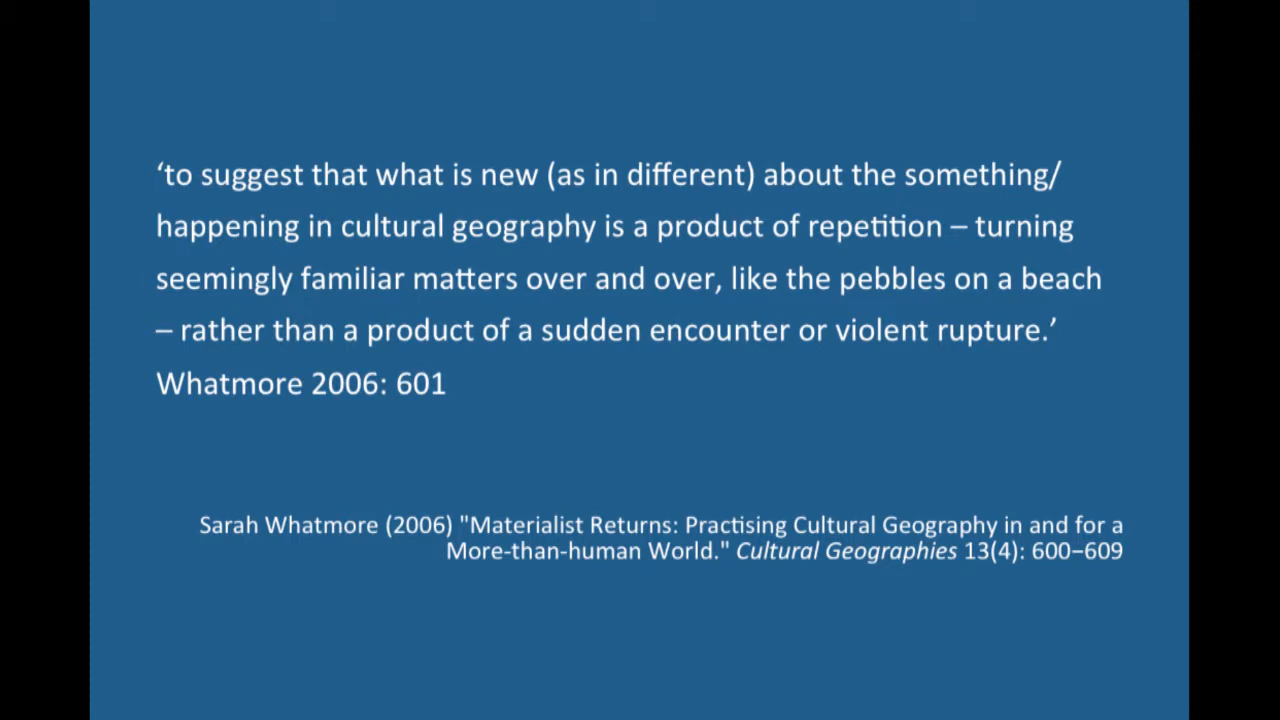 ‘to suggest that what is new (as in different) about the something/
happening in cultural geography is a product of repetition – turning
seemingly familiar matters over and over, like the pebbles on a beach
– rather than a product of a sudden encounter or violent rupture.’
Whatmore 2006: 601
Sarah Whatmore (2006) "Materialist Returns: Practising Cultural Geography in and for a
More-than-human World." Cultural Geographies 13(4): 600–609